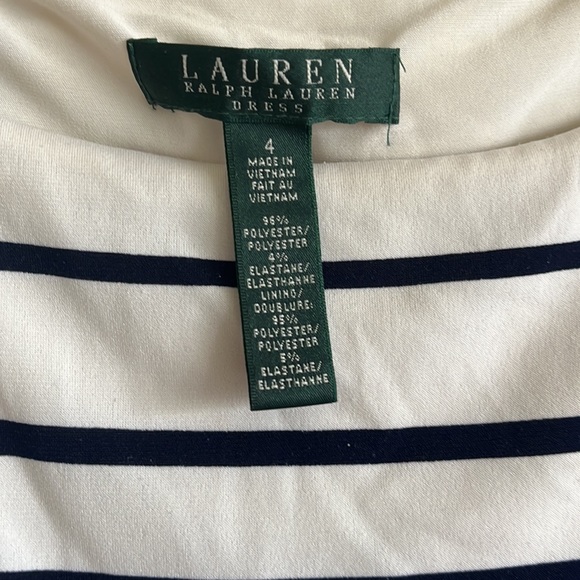 LAUREN
RALPH LAUREN
DRESS
4
MADE IN
VIETNAM
FAIT AU
VIETNAM
96%
POLYESTER/
POLYESTER
4%
ELASTANE/
ELASTHANNE
LINING/
DOUBLURE:
95%
POLYESTER/
POLYESTER
5%
ELASTANE/
ELASTHANNE